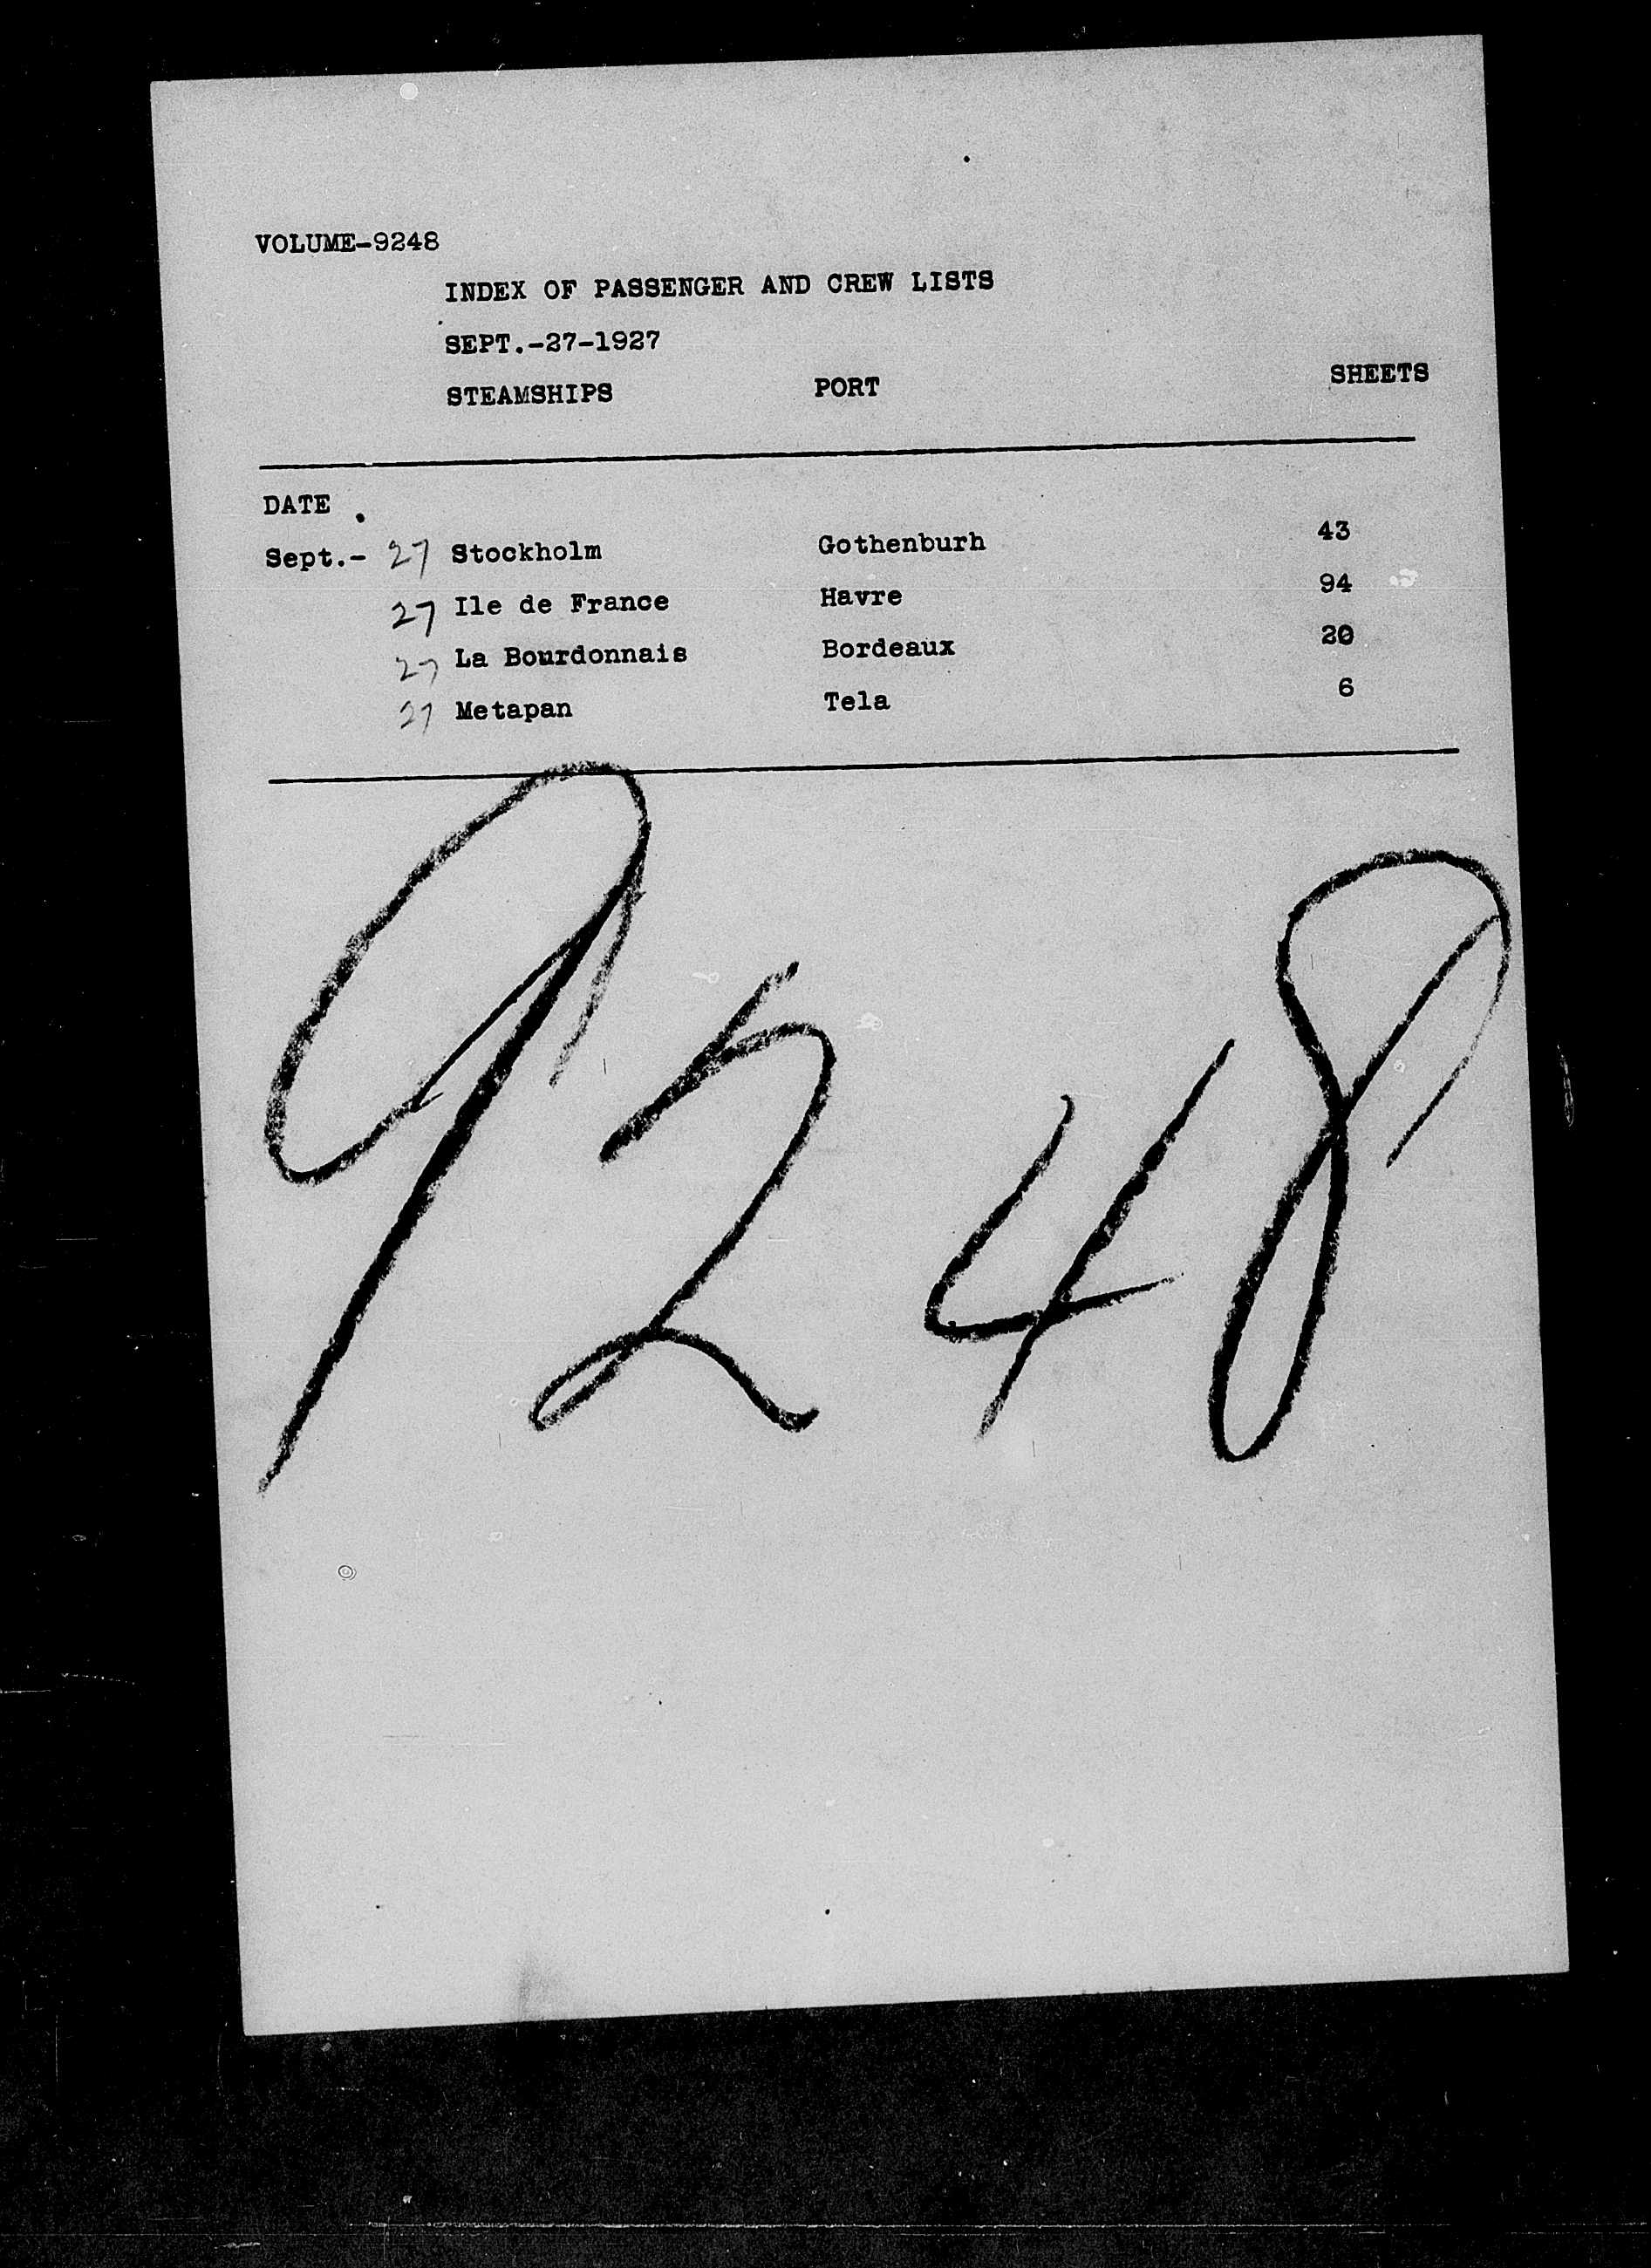 VOLUME-9248
INDEX OF PASSENGER AND CREW LISTS
SEPT.-27-1927
STEAMSHIPS PORT SHEETS
DATE
Sept.- 27 Stockholm Gothenburh 43
27 Ile de France Havre 94
27 La Bourdonnais Bordeaux 20
27 Metapan Tela 6
9248